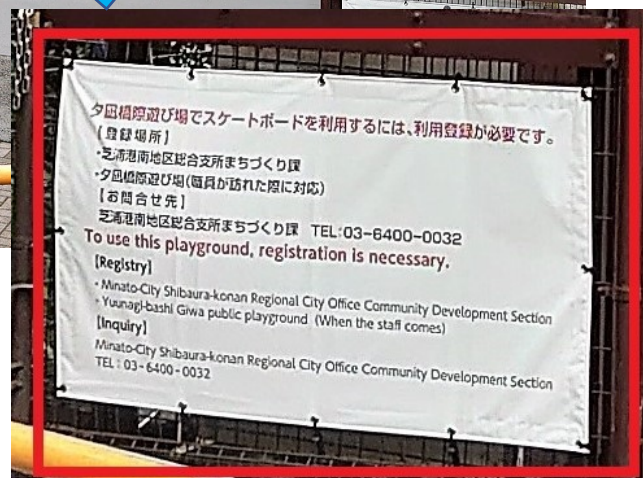 夕凪橋際遊び場でスケートボードを利用するには、利用登録が必要です。
【登録場所】
・芝浦港南地区総合支所まちづくり課
・夕凪橋際遊び場(職員が訪れた際に対応)
【お問合せ先】
芝浦港南地区総合支所まちづくり課 TEL:03-6400-0032
To use this playground, registration is necessary.
[Registry]
・Minato-City Shibaura-konan Regional City Office Community Development Section
・Yuunagi-bashi Giwa public playground (When the staff comes)
[Inquiry]
Minato-City Shibaura-konan Regional City Office Community Development Section
TEL : 03-6400-0032